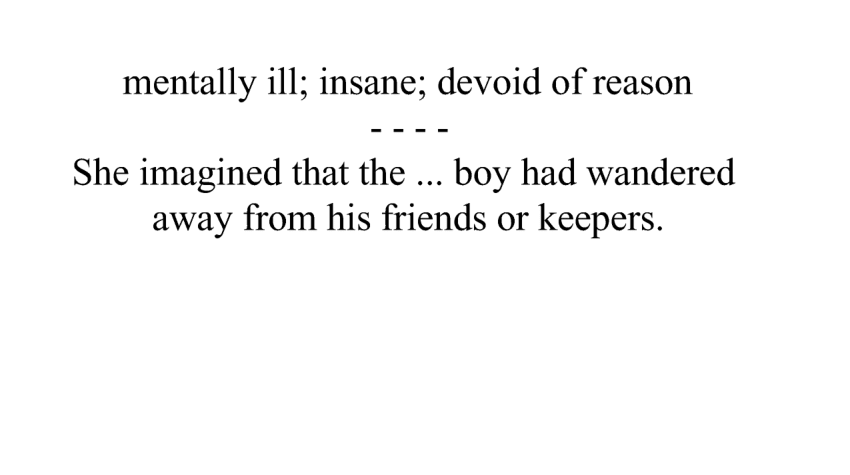 mentally ill; insane; devoid of reason
- - - -
She imagined that the ... boy had wandered
away from his friends or keepers.